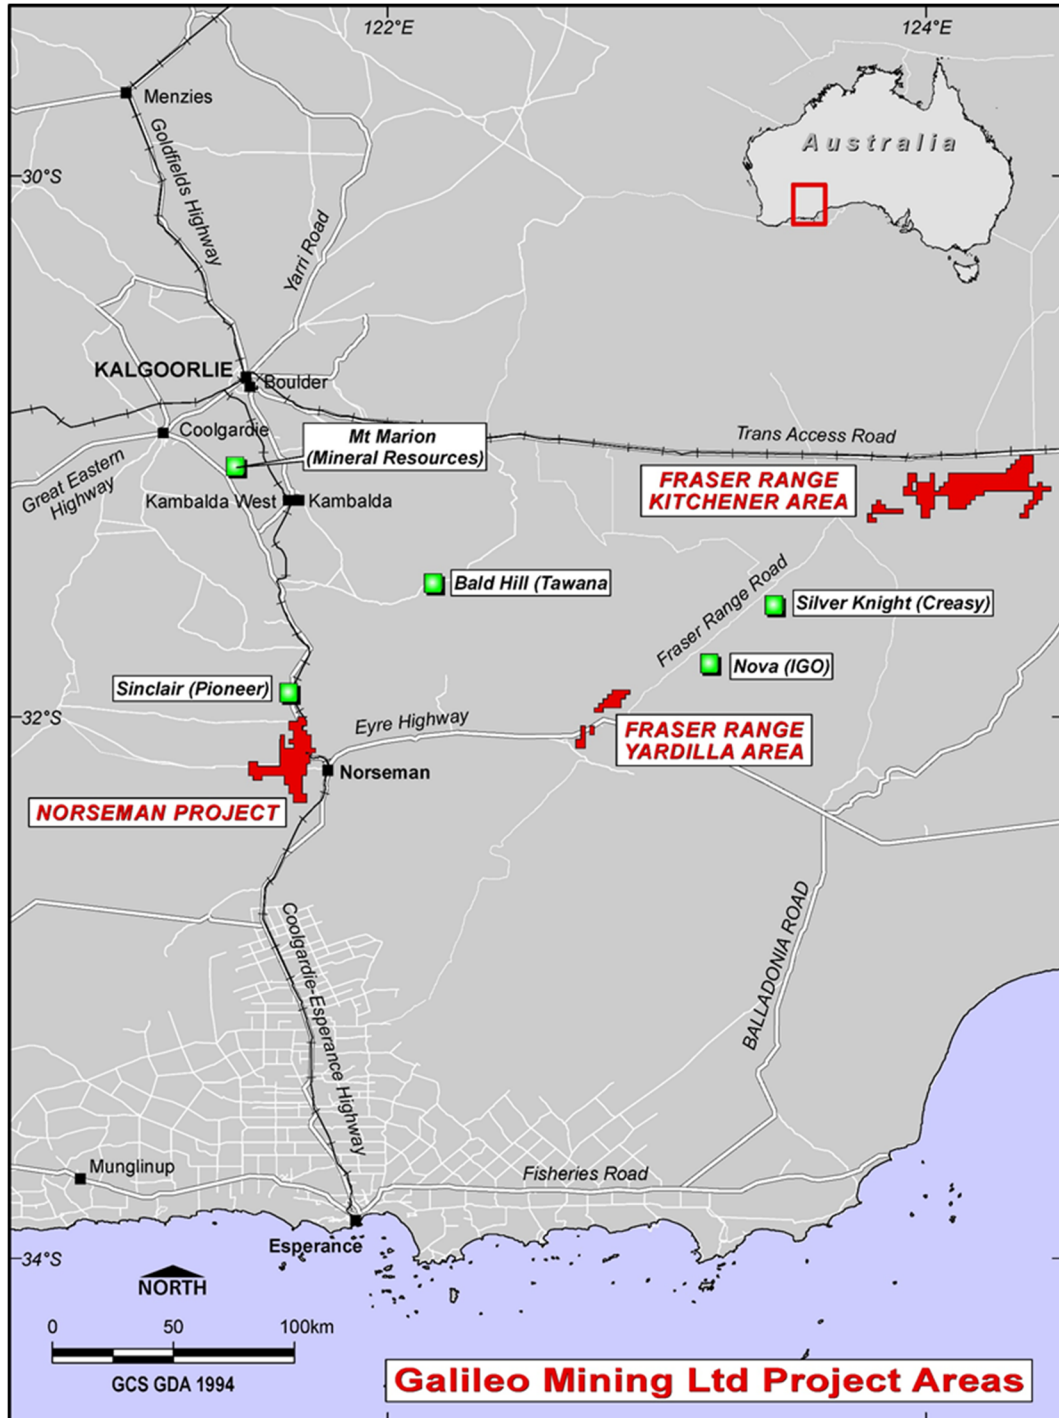 122°E
124°E
Menzies
Goldfields Highway
Australia
30°S
Yarri Road
KALGOORLIE
Boulder
Coolgardie
Mt Marion
(Mineral Resources)
Trans Access Road
Great Eastern
Highway
FRASER RANGE
KITCHENER AREA
Kambalda West
Kambalda
Bald Hill (Tawana
Fraser Range Road
Silver Knight (Creasy)
Nova (IGO)
Sinclair (Pioneer)
32°S
Eyre Highway
FRASER RANGE
YARDILLA AREA
Norseman
NORSEMAN PROJECT
Coolgardie-Esperance Highway
BALLADONIA ROAD
Munglinup
Fisheries Road
Esperance
34°S
NORTH
0 50 100km
GCS GDA 1994
Galileo Mining Ltd Project Areas